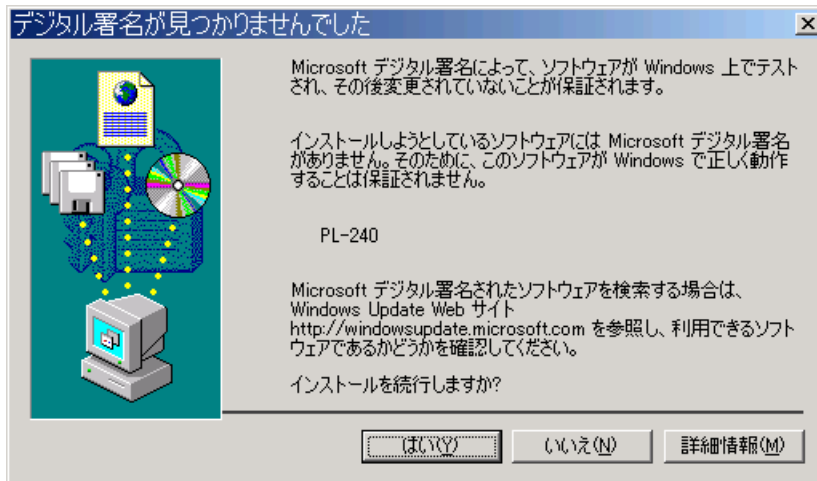 デジタル署名が見つかりませんでした
Microsoft デジタル署名によって、ソフトウェアが Windows 上でテスト
され、その後変更されていないことが保証されます。
インストールしようとしているソフトウェアには Microsoft デジタル署名
がありません。そのために、このソフトウェアが Windows で正しく動作
することは保証されません。
PL-240
Microsoft デジタル署名されたソフトウェアを検索する場合は、
Windows Update Web サイト
http://windowsupdate.microsoft.com を参照し、利用できるソフト
ウェアであるかどうかを確認してください。
インストールを続行しますか?
はい(Y) いいえ(N) 詳細情報(M)